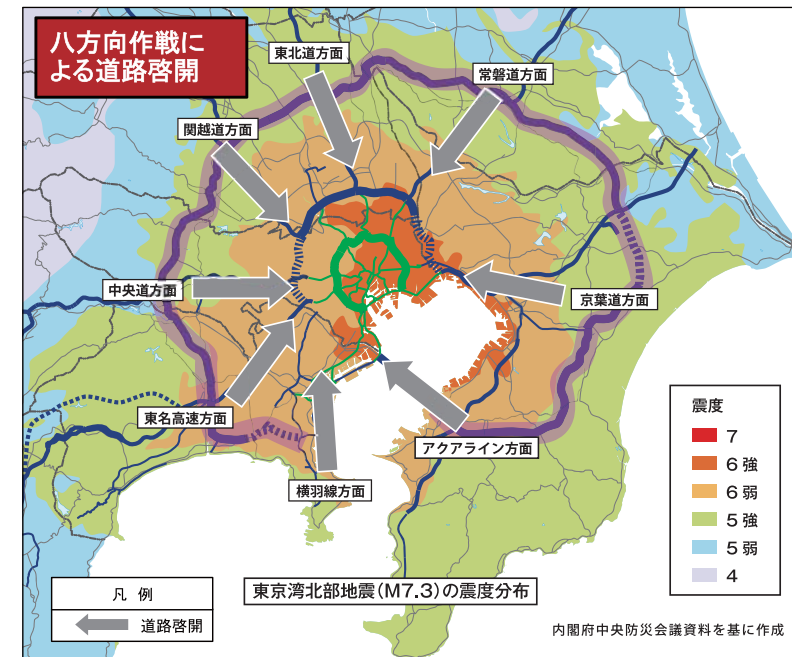 八方向作戦に
よる道路啓開
東北道方面
常磐道方面
関越道方面
中央道方面
京葉道方面
東名高速方面
アクアライン方面
横羽線方面
震度
7
6強
6弱
5強
5弱
4
凡 例
道路啓開
東京湾北部地震(M7.3)の震度分布
内閣府中央防災会議資料を基に作成